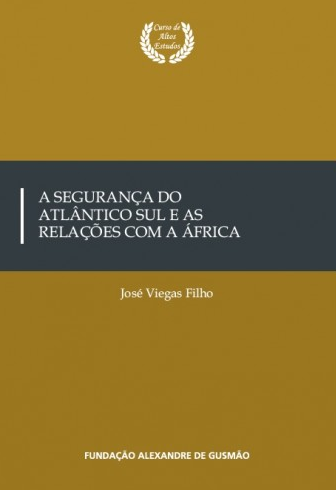 Curso de
Altos
Estudos
A SEGURANÇA DO
ATLÂNTICO SUL E AS
RELAÇÕES COM A ÁFRICA
José Viegas Filho
FUNDAÇÃO ALEXANDRE DE GUSMÃO